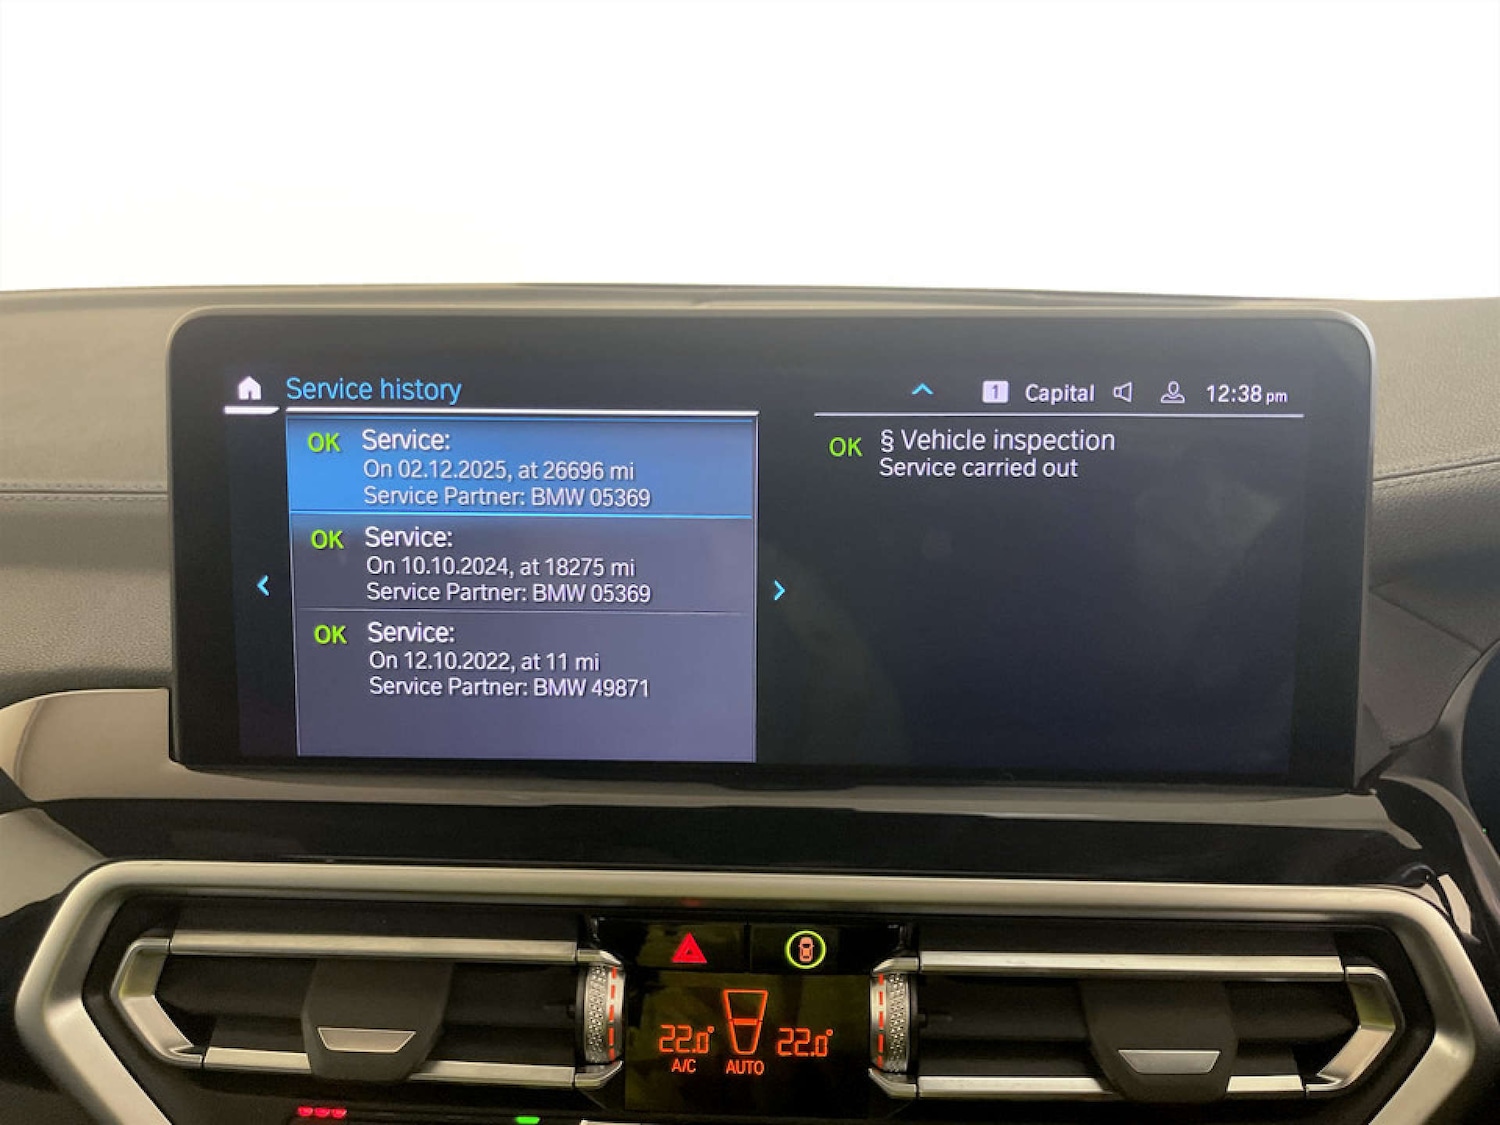 Service history
1 Capital 12:38 pm
OK Service:
On 02.12.2025, at 26696 mi
Service Partner: BMW 05369
OK Service:
On 10.10.2024, at 18275 mi
Service Partner: BMW 05369
OK Service:
On 12.10.2022, at 11 mi
Service Partner: BMW 49871
OK § Vehicle inspection
Service carried out
22.0° 22.0°
A/C AUTO